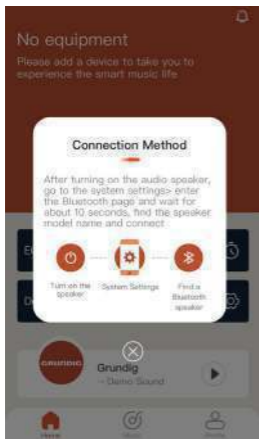 No equipment
Please add a device to take you to
experience the smart music life
Connection Method
After turning on the audio speaker,
go to the system settings> enter
the Bluetooth page and wait for
about 10 seconds, find the speaker
model name and connect
Turn on the
speaker
System Settings
Find a
Bluetooth
speaker
GRUNDIG
Grundig
Demo Sound
Home
Music